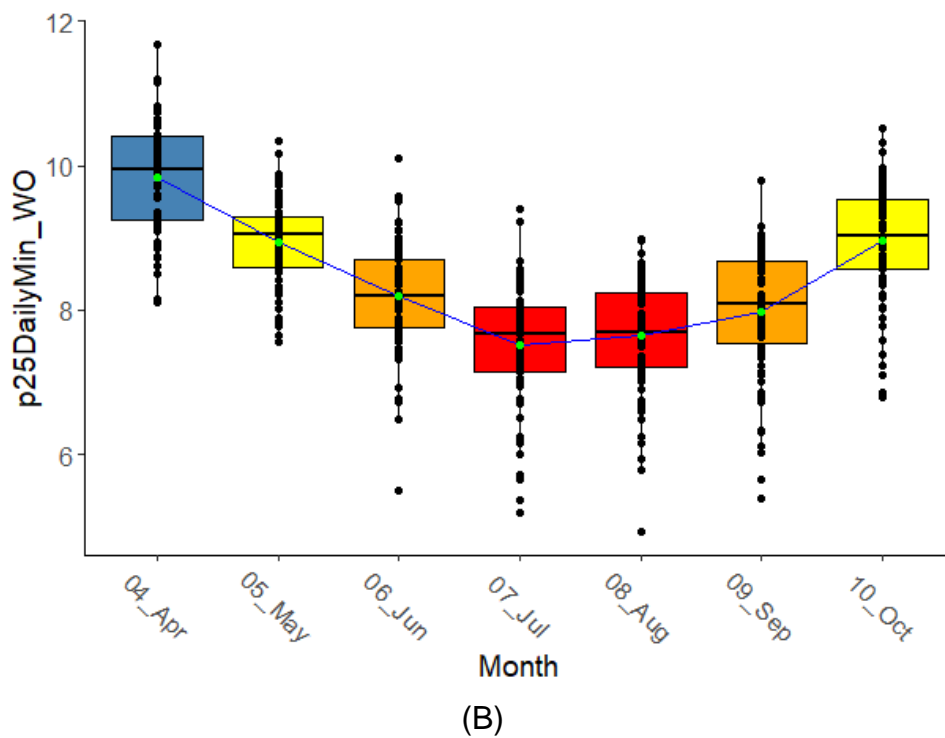 12
10
8
6
p25DailyMin_WO
04_Apr
05_May
06_Jun
07_Jul
08_Aug
09_Sep
10_Oct
Month
(B)